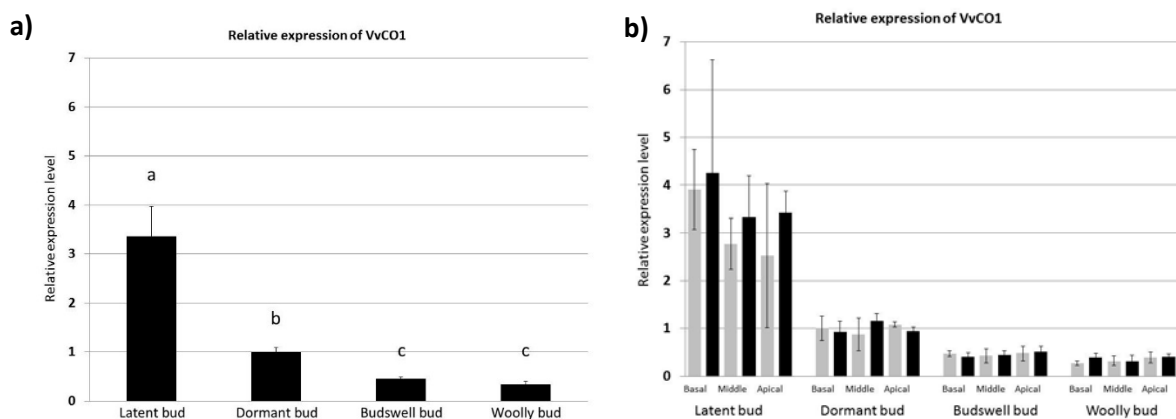 a)
Relative expression of VvCO1
Relative expression level
7
6
5
4
3
2
1
0
a
b
c
c
Latent bud
Dormant bud
Budswell bud
Woolly bud
b)
Relative expression of VvCO1
Relative expression level
7
6
5
4
3
2
1
0
Basal Middle Apical
Basal Middle Apical
Basal Middle Apical
Basal Middle Apical
Latent bud
Dormant bud
Budswell bud
Woolly bud